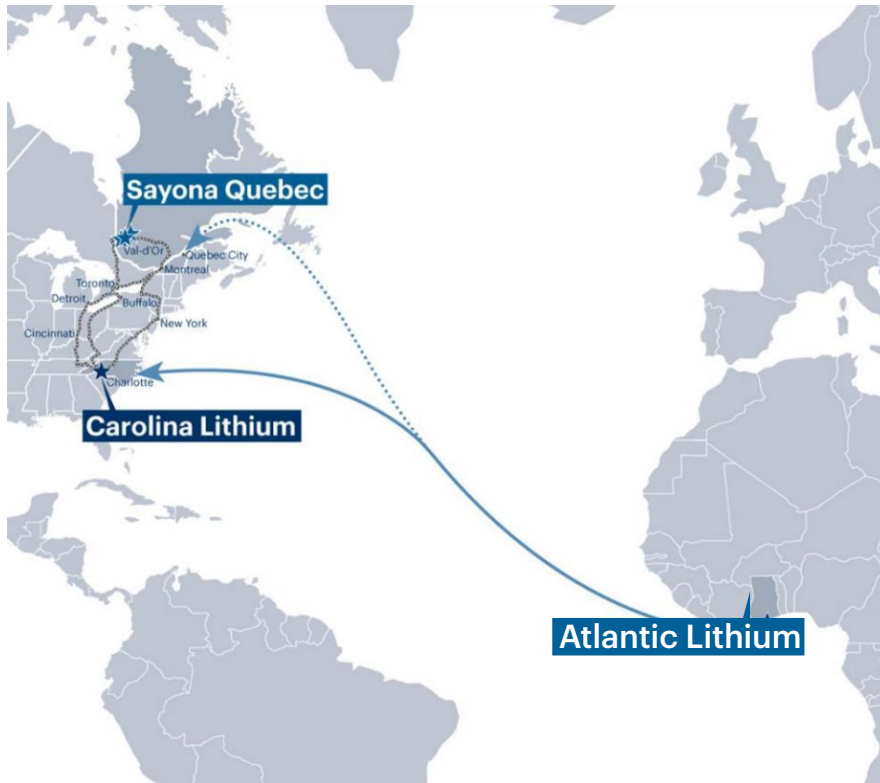 Sayona Quebec
Val-d'Or
Quebec City
Montreal
Toronto
Detroit
Buffalo
New York
Cincinnati
Charlotte
Carolina Lithium
Atlantic Lithium